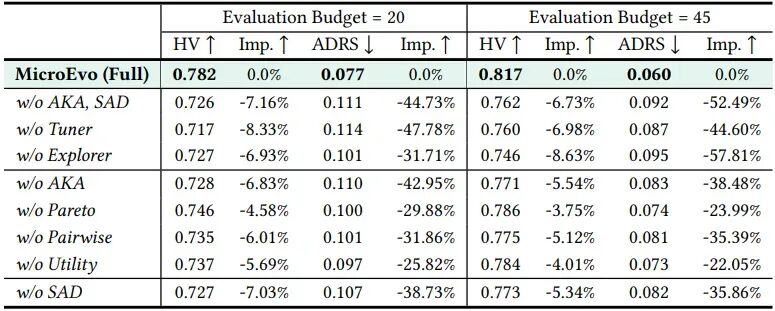 Evaluation Budget = 20 Evaluation Budget = 45
HV ↑ Imp. ↑ ADRS ↓ Imp. ↑ HV ↑ Imp. ↑ ADRS ↓ Imp. ↑
MicroEvo (Full) 0.782 0.0% 0.077 0.0% 0.817 0.0% 0.060 0.0%
w/o AKA, SAD 0.726 -7.16% 0.111 -44.73% 0.762 -6.73% 0.092 -52.49%
w/o Tuner 0.717 -8.33% 0.114 -47.78% 0.760 -6.98% 0.087 -44.60%
w/o Explorer 0.727 -6.93% 0.101 -31.71% 0.746 -8.63% 0.095 -57.81%
w/o AKA 0.728 -6.83% 0.110 -42.95% 0.771 -5.54% 0.083 -38.48%
w/o Pareto 0.746 -4.58% 0.100 -29.88% 0.786 -3.75% 0.074 -23.99%
w/o Pairwise 0.735 -6.01% 0.101 -31.86% 0.775 -5.12% 0.081 -35.39%
w/o Utility 0.737 -5.69% 0.097 -25.82% 0.784 -4.01% 0.073 -22.05%
w/o SAD 0.727 -7.03% 0.107 -38.73% 0.773 -5.34% 0.082 -35.86%